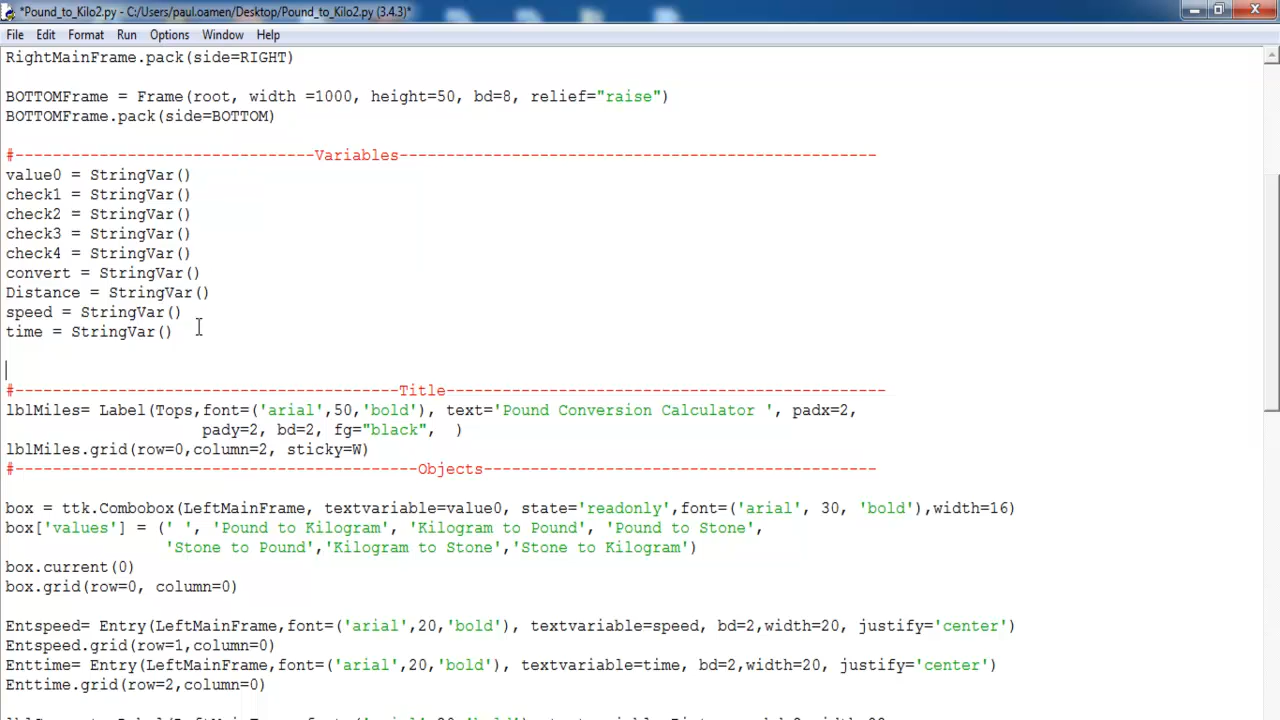 *Pound_to_Kilo2.py - C:/Users/paul.oamen/Desktop/Pound_to_Kilo2.py (3.4.3)*
File Edit Format Run Options Window Help
RightMainFrame.pack(side=RIGHT)
BOTTOMFrame = Frame(root, width =1000, height=50, bd=8, relief="raise")
BOTTOMFrame.pack(side=BOTTOM)
#--------------------------------Variables---------------------------------------------------
value0 = StringVar()
check1 = StringVar()
check2 = StringVar()
check3 = StringVar()
check4 = StringVar()
convert = StringVar()
Distance = StringVar()
speed = StringVar()
time = StringVar()
#-----------------------------------------Title-----------------------------------------------
lblMiles= Label(Tops,font=('arial',50,'bold'), text='Pound Conversion Calculator ', padx=2,
pady=2, bd=2, fg="black",  )
lblMiles.grid(row=0,column=2, sticky=W)
#-------------------------------------------Objects------------------------------------------
box = ttk.Combobox(LeftMainFrame, textvariable=value0, state='readonly',font=('arial', 30, 'bold'),width=16)
box['values'] = (' ', 'Pound to Kilogram', 'Kilogram to Pound', 'Pound to Stone',
'Stone to Pound','Kilogram to Stone','Stone to Kilogram')
box.current(0)
box.grid(row=0, column=0)
Entspeed= Entry(LeftMainFrame,font=('arial',20,'bold'), textvariable=speed, bd=2,width=20, justify='center')
Entspeed.grid(row=1,column=0)
Enttime= Entry(LeftMainFrame,font=('arial',20,'bold'), textvariable=time, bd=2,width=20, justify='center')
Enttime.grid(row=2,column=0)